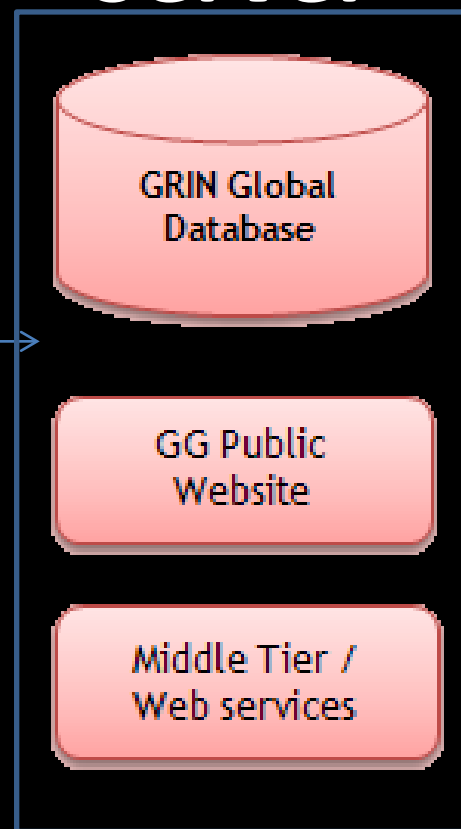 GRIN Global
Database
GG Public
Website
Middle Tier /
Web services